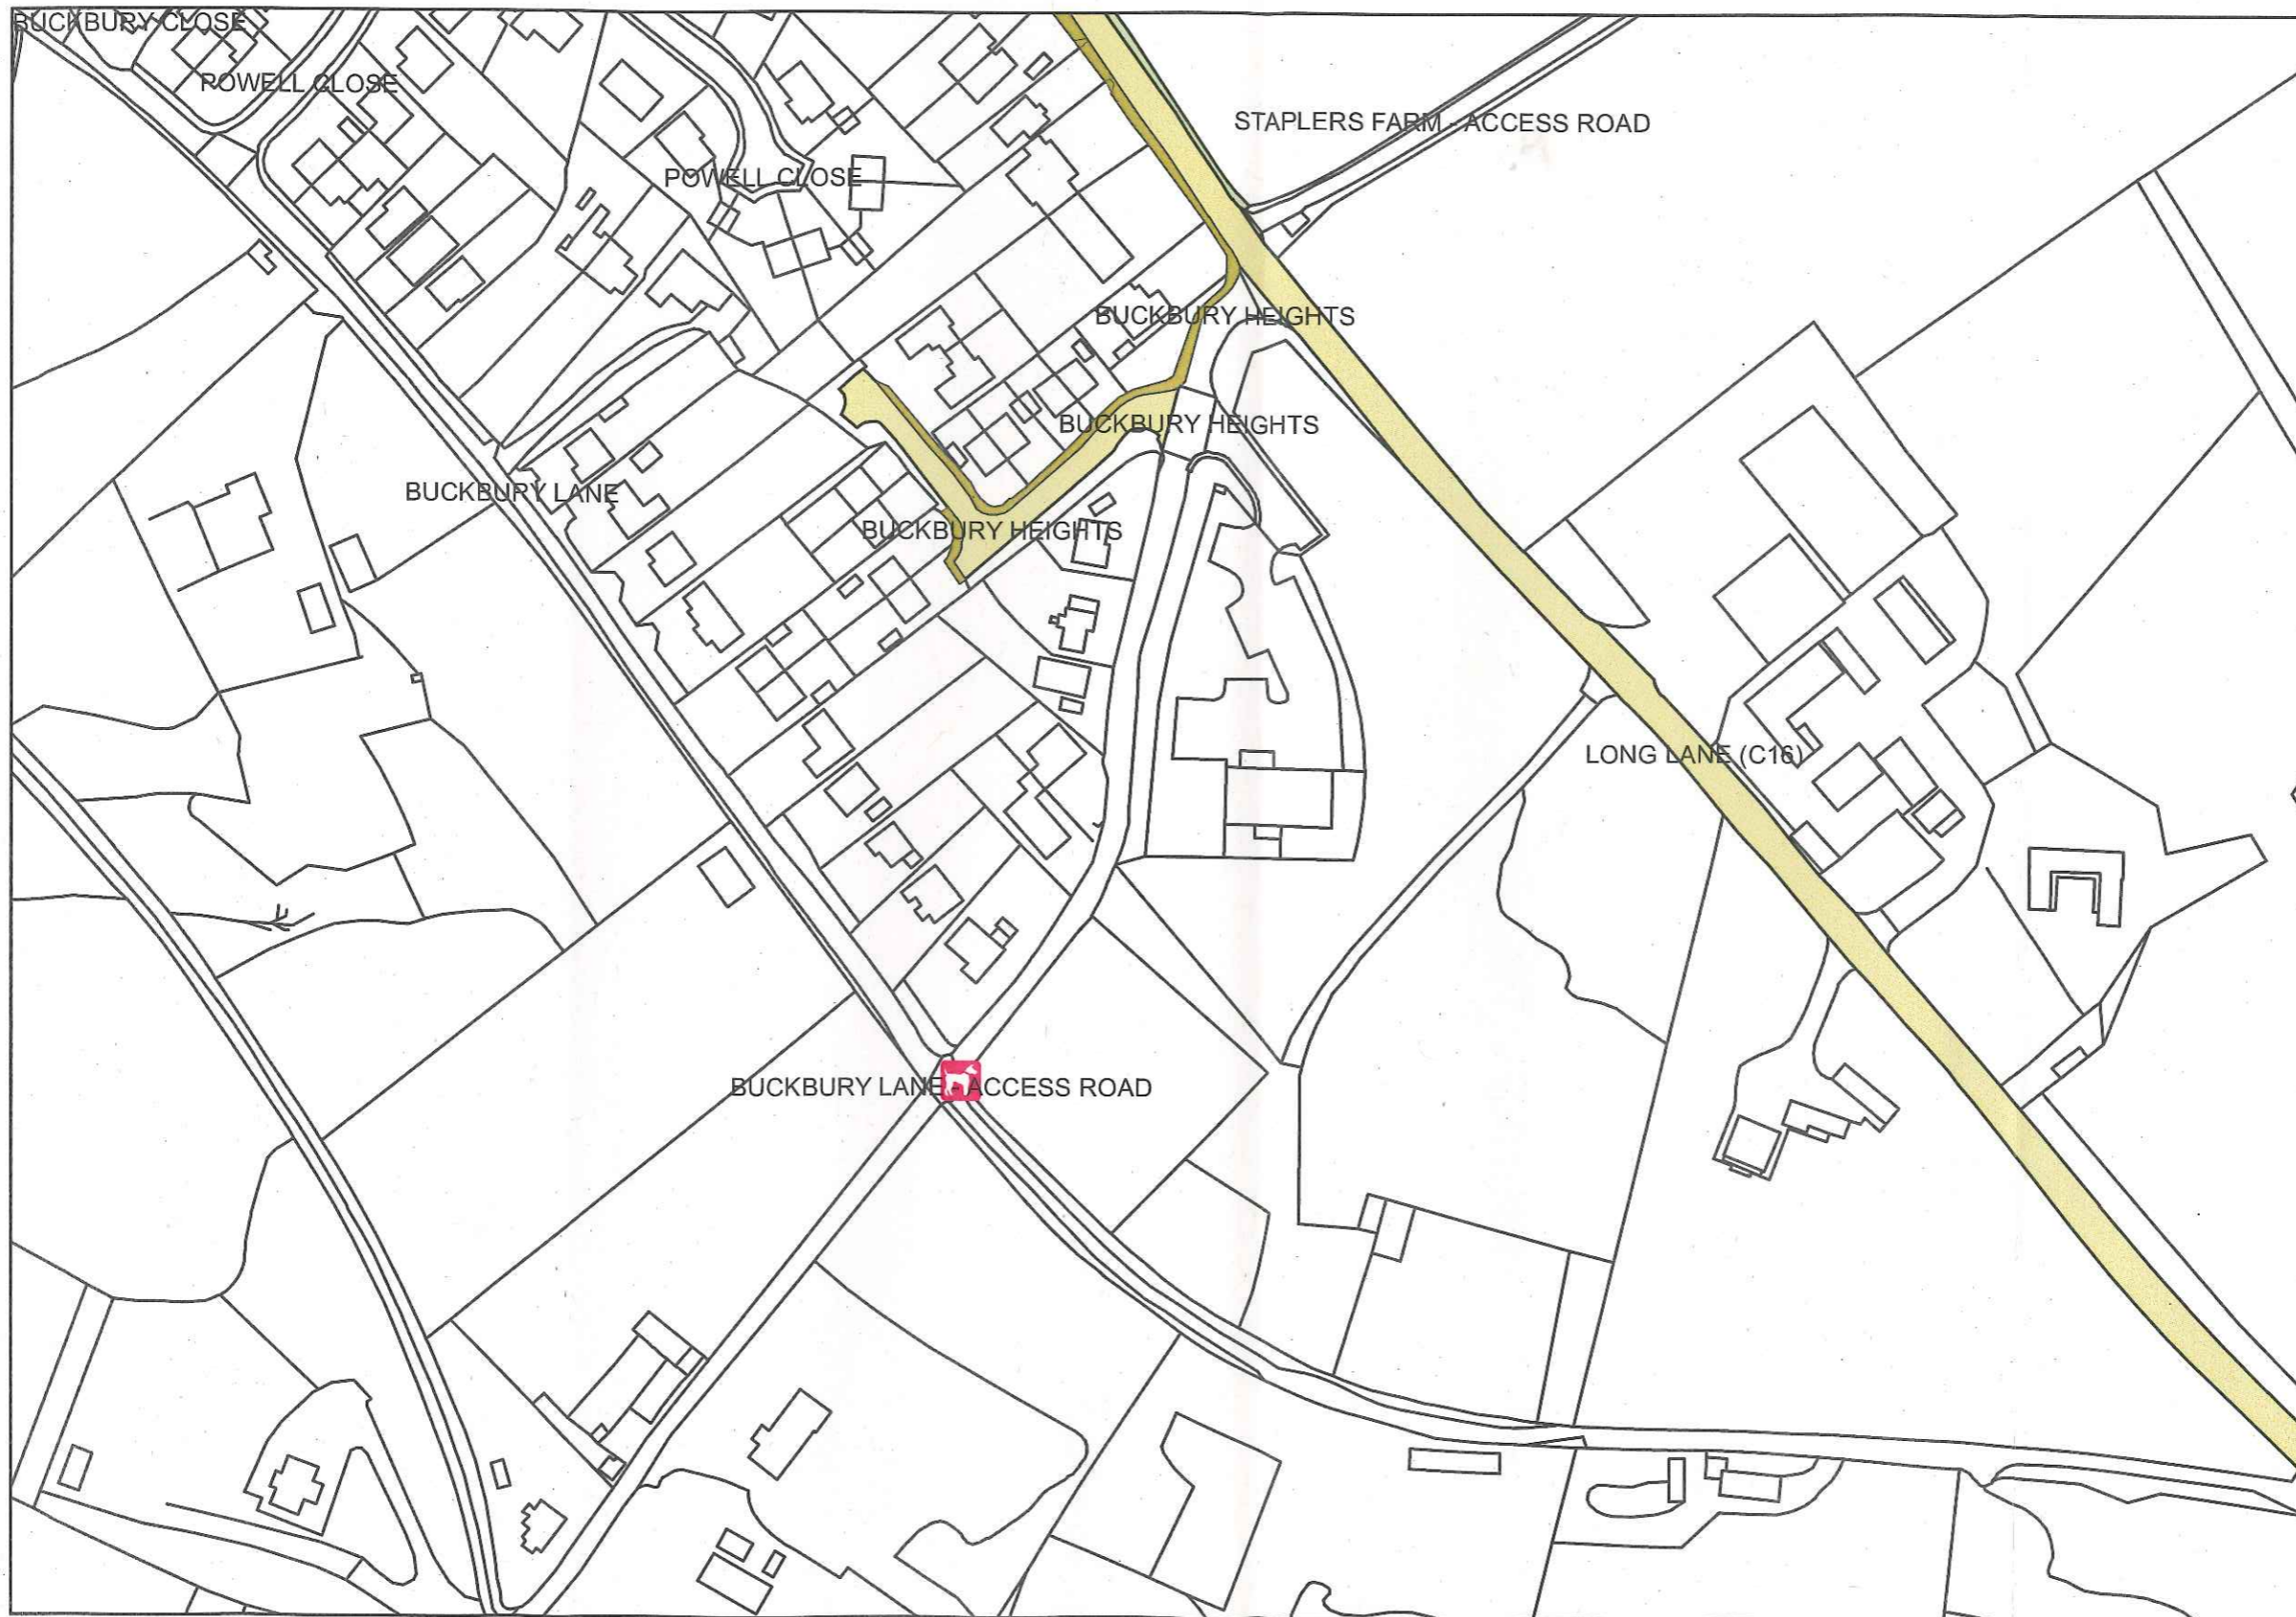 BUCKBURY CLOSE
POWELL CLOSE
STAPLERS FARM - ACCESS ROAD
POWELL CLOSE
BUCKBURY HEIGHTS
BUCKBURY HEIGHTS
BUCKBURY LANE
BUCKBURY HEIGHTS
LONG LANE (C16)
BUCKBURY LANE - ACCESS ROAD